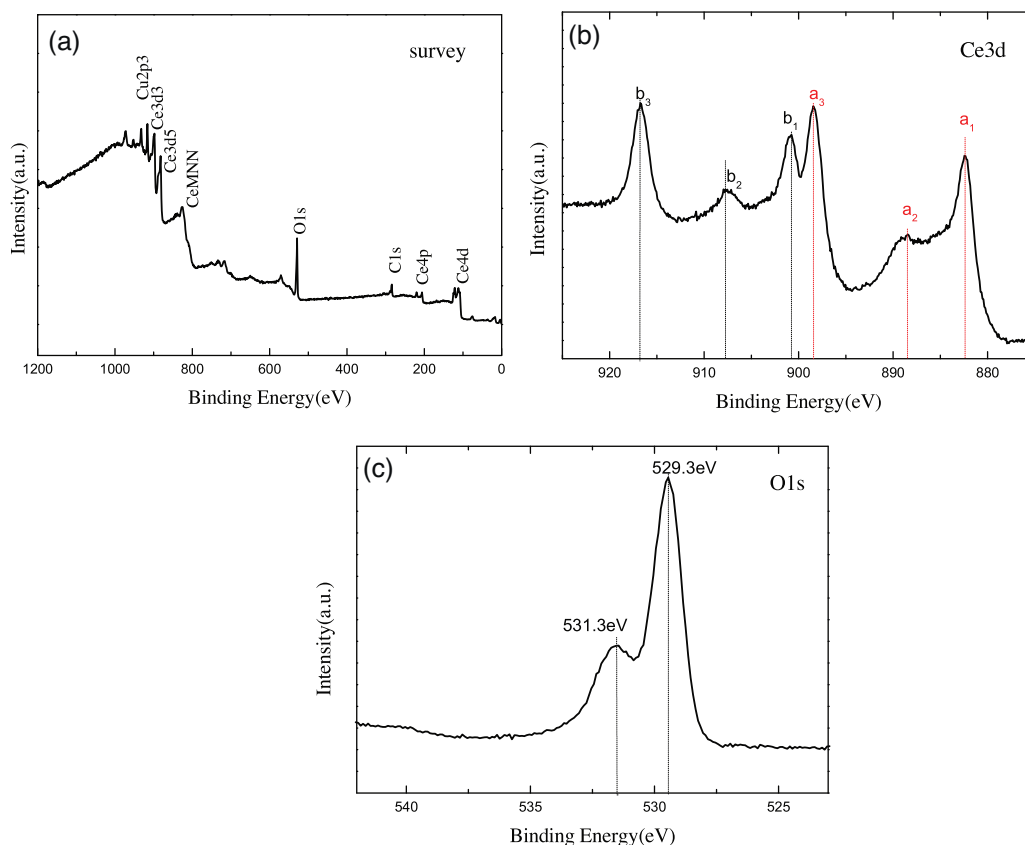 (a)
survey
Cu2p3
Ce3d3
Ce3d5
CeMNN
O1s
C1s
Ce4p
Ce4d
Intensity(a.u.)
1200 1000 800 600 400 200 0
Binding Energy(eV)
(b)
Ce3d
b3
b2
b1
a3
a2
a1
Intensity(a.u.)
920 910 900 890 880
Binding Energy(eV)
(c)
529.3eV
O1s
531.3eV
Intensity(a.u.)
540 535 530 525
Binding Energy(eV)